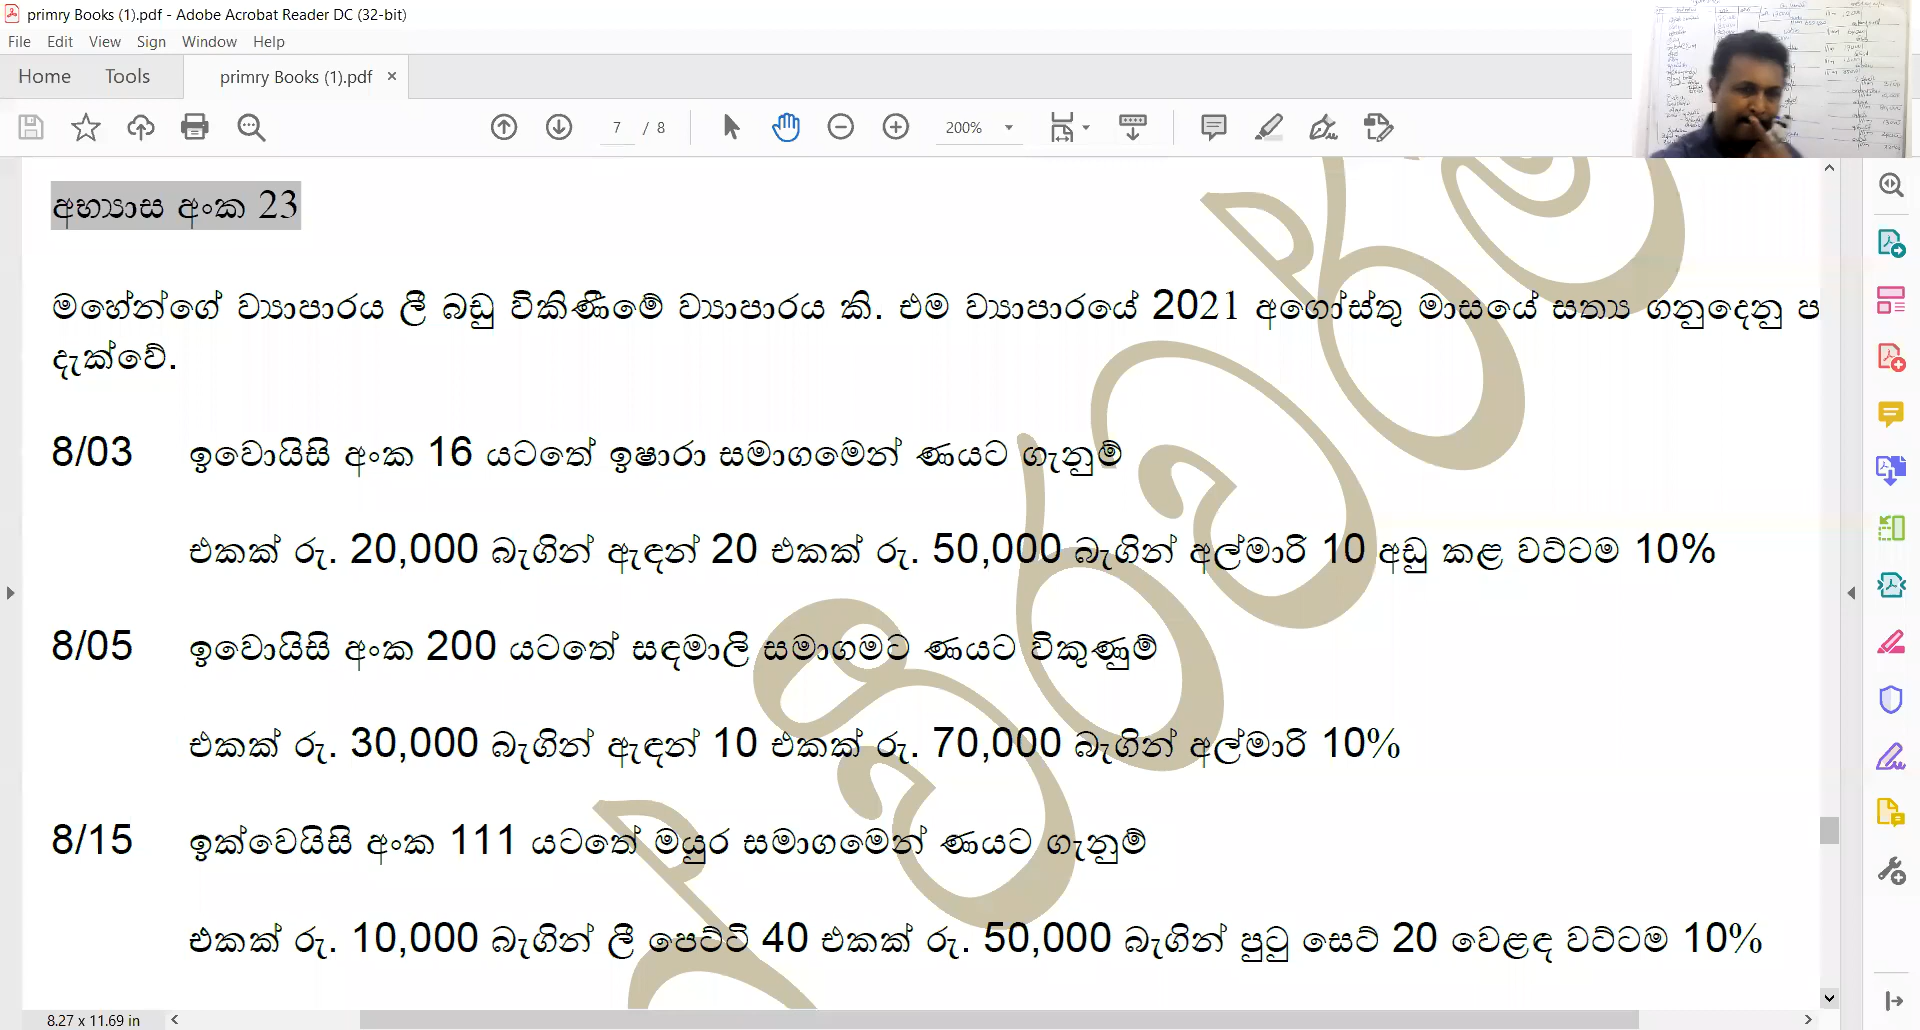 primry Books (1).pdf - Adobe Acrobat Reader DC (32-bit)
File Edit View Sign Window Help
Home Tools primry Books (1).pdf ×
7 / 8 200%
අභ්‍යාස අංක 23
මහේන්ගේ ව්‍යාපාරය ලී බඩු විකිණීමේ ව්‍යාපාරය කි. එම ව්‍යාපාරයේ 2021 අගෝස්තු මාසයේ සත්‍ය ගනුදෙනු ප
දැක්වේ.
8/03 ඉවොයිසි අංක 16 යටතේ ඉෂාරා සමාගමෙන් ණයට ගැනුම්
එකක් රු. 20,000 බැගින් ඇඳන් 20 එකක් රු. 50,000 බැගින් අල්මාරි 10 අඩු කළ වට්ටම 10%
8/05 ඉවොයිසි අංක 200 යටතේ සඳමාලි සමාගමට ණයට විකුණුම්
එකක් රු. 30,000 බැගින් ඇඳන් 10 එකක් රු. 70,000 බැගින් අල්මාරි 10%
8/15 ඉක්වෙයිසි අංක 111 යටතේ මයුර සමාගමෙන් ණයට ගැනුම්
එකක් රු. 10,000 බැගින් ලී පෙට්ටි 40 එකක් රු. 50,000 බැගින් පුටු සෙට් 20 වෙළඳ වට්ටම 10%
8.27 x 11.69 in